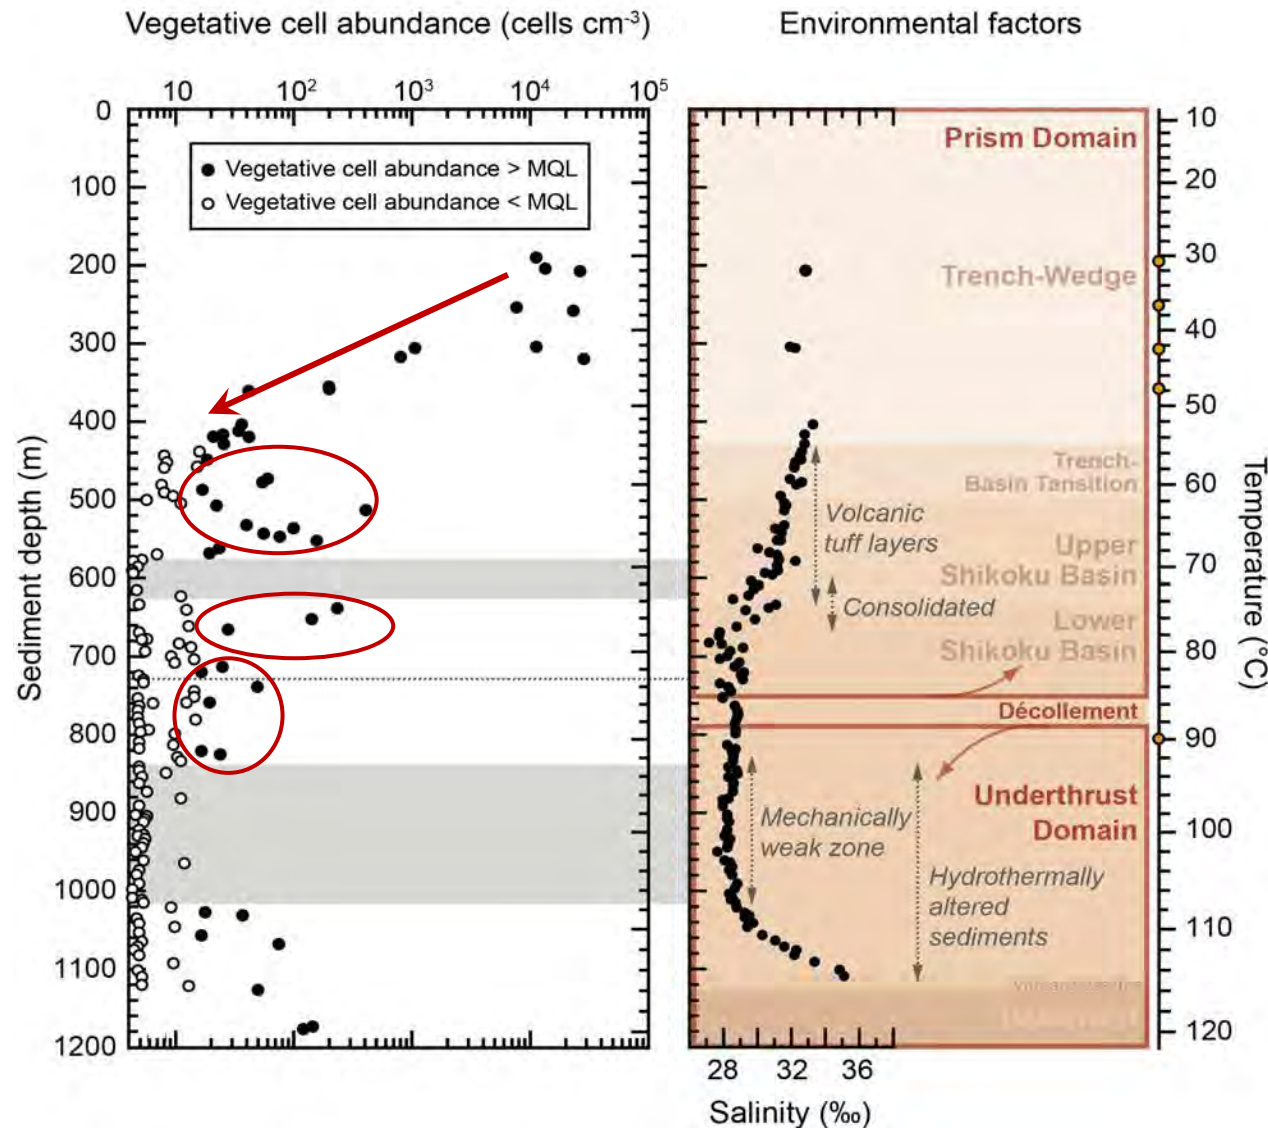 Vegetative cell abundance (cells cm⁻³)
Environmental factors
10 10² 10³ 10⁴ 10⁵
Vegetative cell abundance > MQL
Vegetative cell abundance < MQL
Sediment depth (m)
0
100
200
300
400
500
600
700
800
900
1000
1100
1200
Prism Domain
Trench-Wedge
Trench-
Basin Tansition
Upper
Shikoku Basin
Lower
Shikoku Basin
Volcanic
tuff layers
Consolidated
Décollement
Underthrust
Domain
Mechanically
weak zone
Hydrothermally
altered
sediments
28 32 36
Salinity (‰)
10
20
30
40
50
60
70
80
90
100
110
120
Temperature (°C)